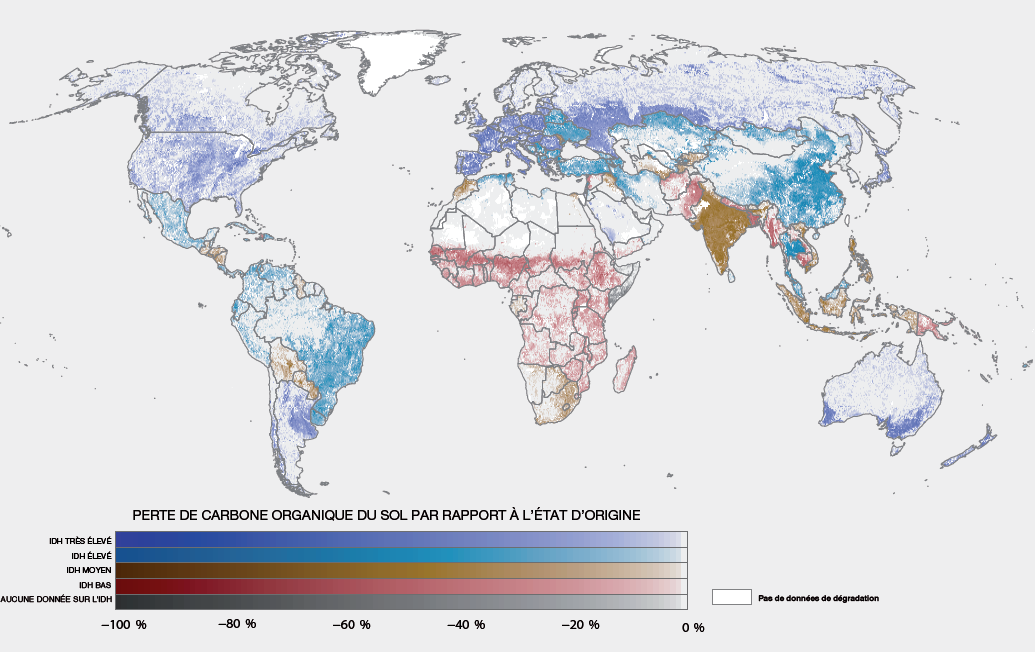 PERTE DE CARBONE ORGANIQUE DU SOL PAR RAPPORT À L'ÉTAT D'ORIGINE
IDH TRÈS ÉLEVÉ
IDH ÉLEVÉ
IDH MOYEN
IDH BAS
AUCUNE DONNÉE SUR L'IDH
Pas de données de dégradation
−100 % −80 % −60 % −40 % −20 % 0 %